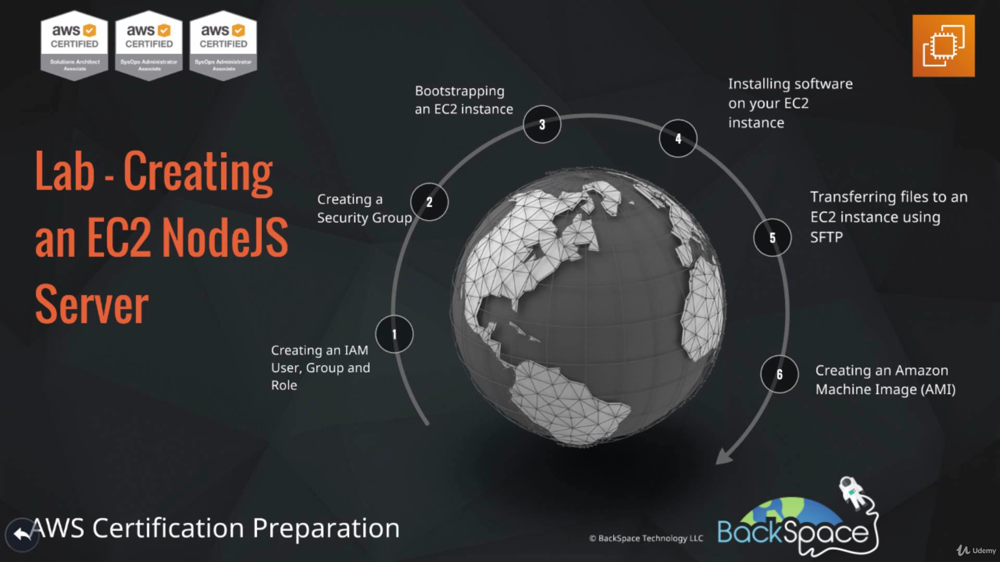 aws
CERTIFIED
Solutions Architect
Associate
aws
CERTIFIED
SysOps Administrator
Associate
aws
CERTIFIED
SysOps Administrator
Associate
Lab - Creating
an EC2 NodeJS
Server
1
Creating an IAM
User, Group and
Role
2
Creating a
Security Group
3
Bootstrapping
an EC2 instance
4
Installing software
on your EC2
instance
5
Transferring files to an
EC2 instance using
SFTP
6
Creating an Amazon
Machine Image (AMI)
AWS Certification Preparation
© BackSpace Technology LLC
BackSpace
Udemy